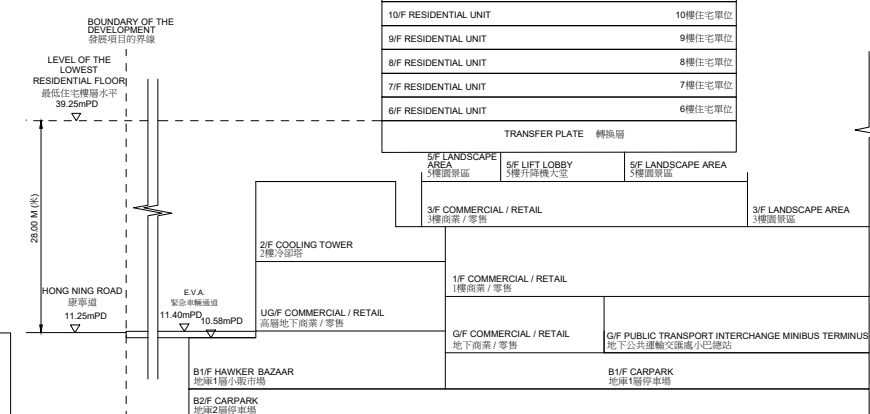 10/F RESIDENTIAL UNIT 10樓住宅單位
9/F RESIDENTIAL UNIT 9樓住宅單位
8/F RESIDENTIAL UNIT 8樓住宅單位
7/F RESIDENTIAL UNIT 7樓住宅單位
6/F RESIDENTIAL UNIT 6樓住宅單位
TRANSFER PLATE 轉換層
BOUNDARY OF THE
DEVELOPMENT
發展項目的界線
LEVEL OF THE
LOWEST
RESIDENTIAL FLOOR
最低住宅樓層水平
39.25mPD
28.00 M (米)
5/F LANDSCAPE
AREA
5樓園景區
5/F LIFT LOBBY
5樓升降機大堂
5/F LANDSCAPE AREA
5樓園景區
3/F COMMERCIAL / RETAIL
3樓商業 / 零售
3/F LANDSCAPE AREA
3樓園景區
2/F COOLING TOWER
2樓冷卻塔
1/F COMMERCIAL / RETAIL
1樓商業 / 零售
HONG NING ROAD
康寧道
11.25mPD
E.V.A.
緊急車輛通道
11.40mPD
10.58mPD
UG/F COMMERCIAL / RETAIL
高層地下商業 / 零售
G/F COMMERCIAL / RETAIL
地下商業 / 零售
G/F PUBLIC TRANSPORT INTERCHANGE MINIBUS TERMINUS
地下公共運輸交匯處小巴總站
B1/F HAWKER BAZAAR
地庫1層小販市場
B1/F CARPARK
地庫1層停車場
B2/F CARPARK
地庫2層停車場